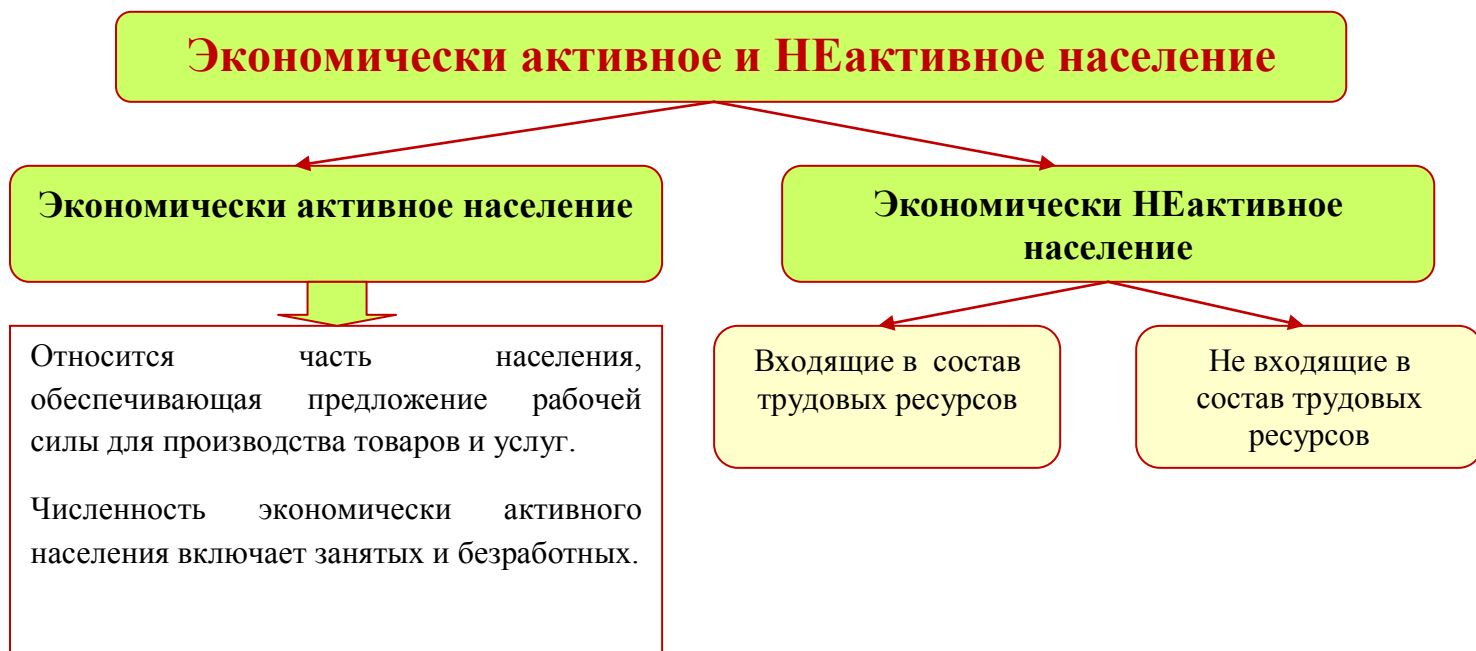 Экономически активное и НЕактивное население
Экономически активное население
Относится часть населения,
обеспечивающая предложение рабочей
силы для производства товаров и услуг.
Численность экономически активного
населения включает занятых и безработных.
Экономически НЕактивное
население
Входящие в состав
трудовых ресурсов
Не входящие в
состав трудовых
ресурсов